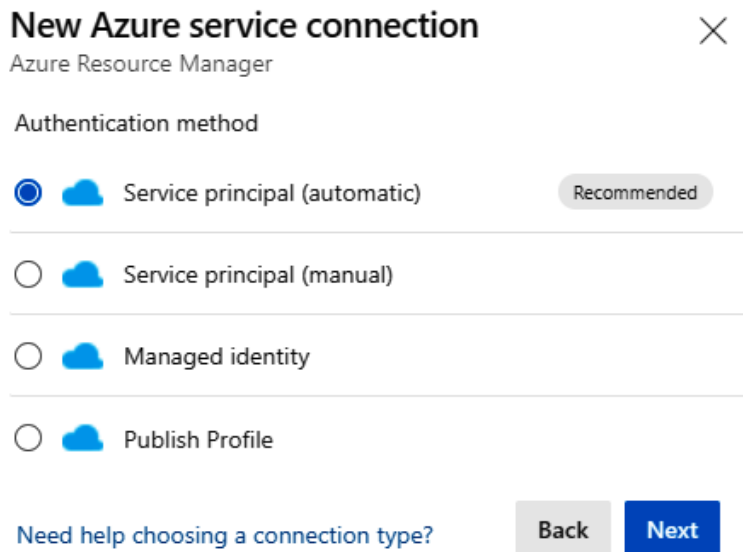 New Azure service connection
Azure Resource Manager
Authentication method
Service principal (automatic)
Recommended
Service principal (manual)
Managed identity
Publish Profile
Need help choosing a connection type?
Back
Next